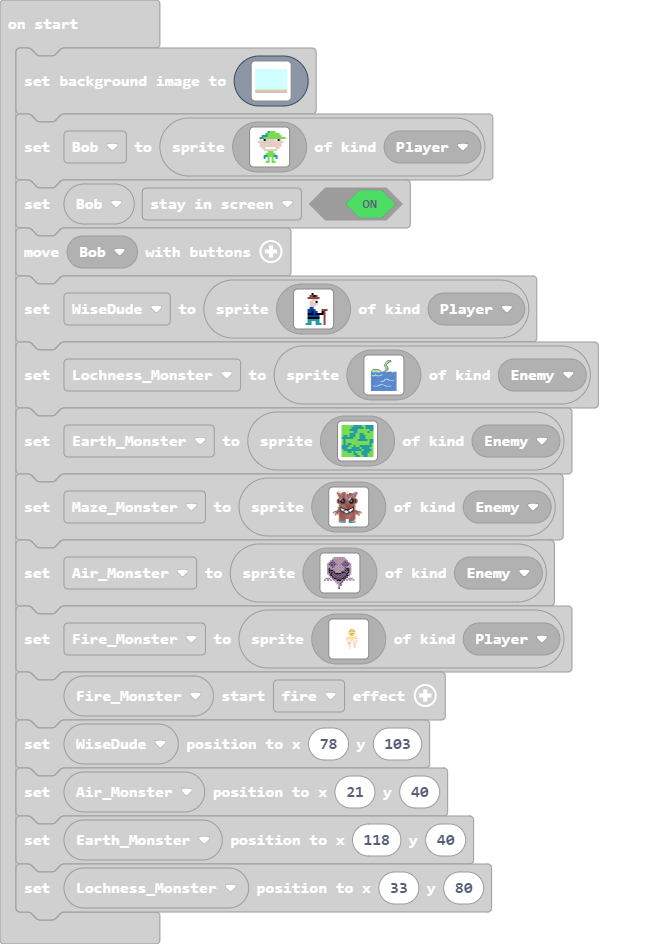 on start
set background image to
set Bob to sprite of kind Player
set Bob stay in screen ON
move Bob with buttons
set WiseDude to sprite of kind Player
set Lochness_Monster to sprite of kind Enemy
set Earth_Monster to sprite of kind Enemy
set Maze_Monster to sprite of kind Enemy
set Air_Monster to sprite of kind Enemy
set Fire_Monster to sprite of kind Player
Fire_Monster start fire effect
set WiseDude position to x 78 y 103
set Air_Monster position to x 21 y 40
set Earth_Monster position to x 118 y 40
set Lochness_Monster position to x 33 y 80